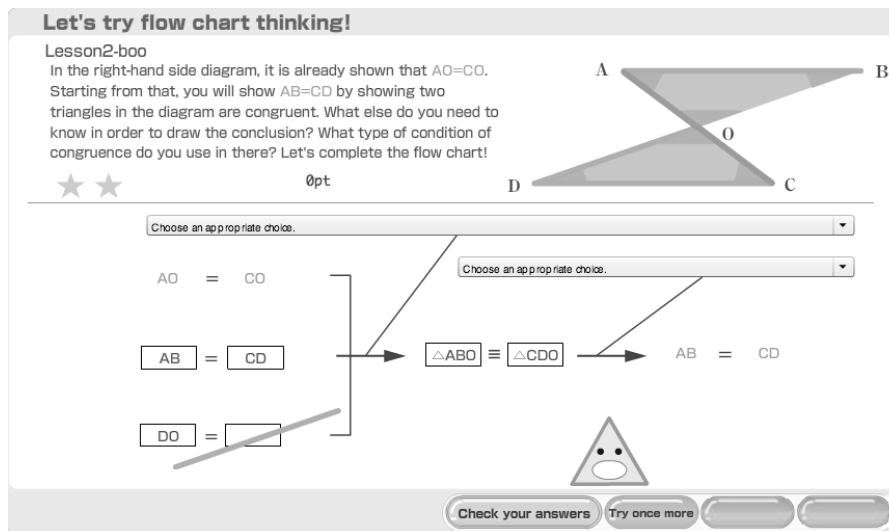 Let's try flow chart thinking!
Lesson2-boo
In the right-hand side diagram, it is already shown that AO=CO.
Starting from that, you will show AB=CD by showing two
triangles in the diagram are congruent. What else do you need to
know in order to draw the conclusion? What type of condition of
congruence do you use in there? Let's complete the flow chart!
0pt
A
B
O
D
C
Choose an appropriate choice.
Choose an appropriate choice.
AO = CO
AB = CD
△ABO ≡ △CDO
AB = CD
DO =
Check your answers
Try once more